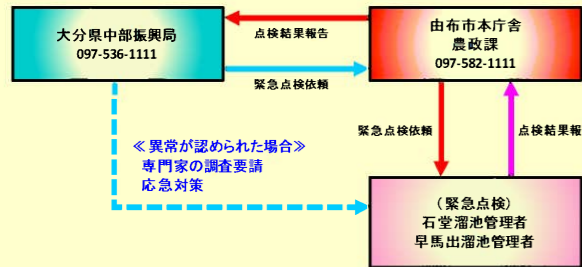 大分県中部振興局
097-536-1111
点検結果報告
緊急点検依頼
由布市本庁舎
農政課
097-582-1111
≪異常が認められた場合≫
専門家の調査要請
応急対策
緊急点検依頼
点検結果報
(緊急点検)
石堂溜池管理者
早馬出溜池管理者